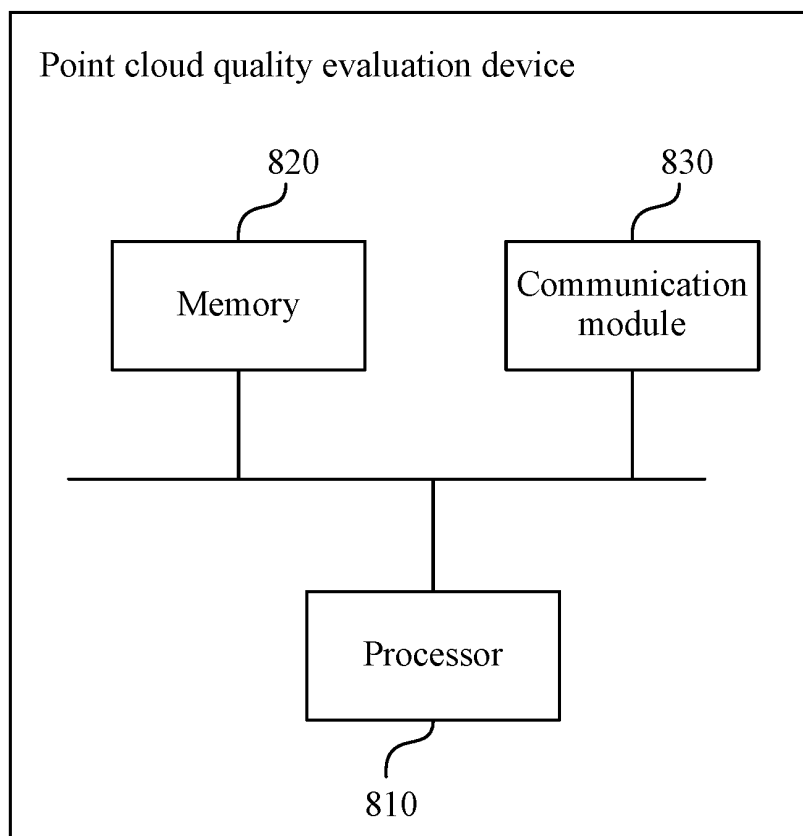 Point cloud quality evaluation device
820
830
Memory
Communication
module
Processor
810